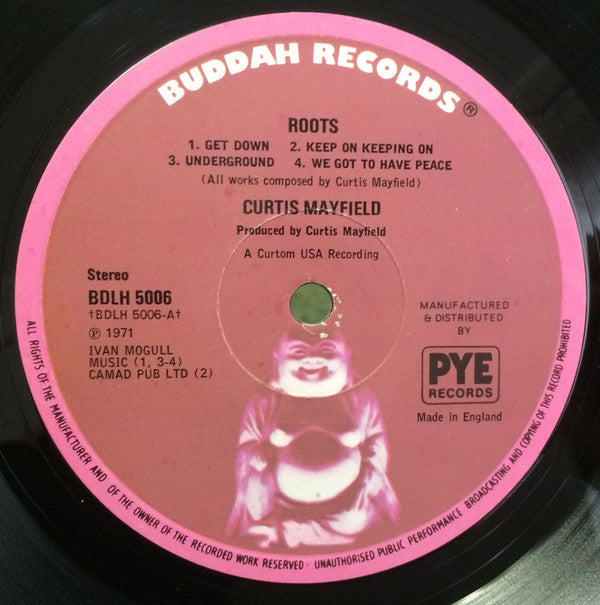 BUDDAH RECORDS ®
ROOTS
1. GET DOWN 2. KEEP ON KEEPING ON
3. UNDERGROUND 4. WE GOT TO HAVE PEACE
(All works composed by Curtis Mayfield)
CURTIS MAYFIELD
Produced by Curtis Mayfield
A Curtom USA Recording
Stereo
BDLH 5006
†BDLH 5006-A†
℗ 1971
IVAN MOGULL
MUSIC (1, 3-4)
CAMAD PUB LTD (2)
MANUFACTURED
& DISTRIBUTED
BY
PYE
RECORDS
Made in England
ALL RIGHTS OF THE MANUFACTURER AND OF THE OWNER OF THE RECORDED WORK RESERVED · UNAUTHORISED PUBLIC PERFORMANCE BROADCASTING AND COPYING OF THIS RECORD PROHIBITED